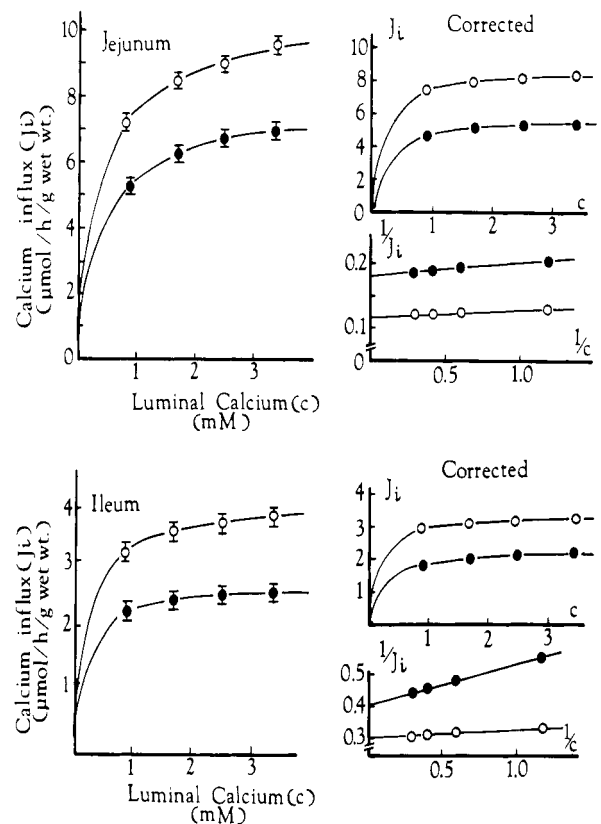 Jejunum
Calcium influx (Ji)
(µmol/h/g wet wt.)
10
9
8
7
6
5
4
2
0
1
2
3
Luminal Calcium(c)
(mM)
Corrected
Ji
10
8
6
4
2
0
1
2
3
c
1/Ji
0.2
0.1
0
0.5
1.0
1/c
Ileum
Calcium influx (Ji)
(µmol/h/g wet wt.)
4
3
2
1
1
2
3
Luminal Calcium(c)
(mM)
Corrected
Ji
4
3
2
1
1
2
3
c
1/Ji
0.5
0.4
0.3
0
0.5
1.0
1/c